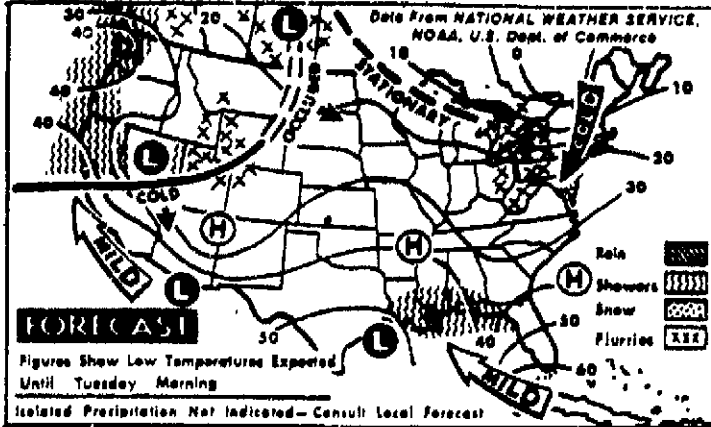 Data From NATIONAL WEATHER SERVICE,
NOAA, U.S. Dept. of Commerce
30
40
20
L
10
0
STATIONARY
OCCLUDED
COLD
10
40
20
40
L
30
COLD
H
H
MILD
L
H
Rain
Showers
Snow
Flurries
FORECAST
50
L
40
50
60
MILD
Figures Show Low Temperatures Expected
Until Tuesday Morning
Isolated Precipitation Not Indicated—Consult Local Forecast